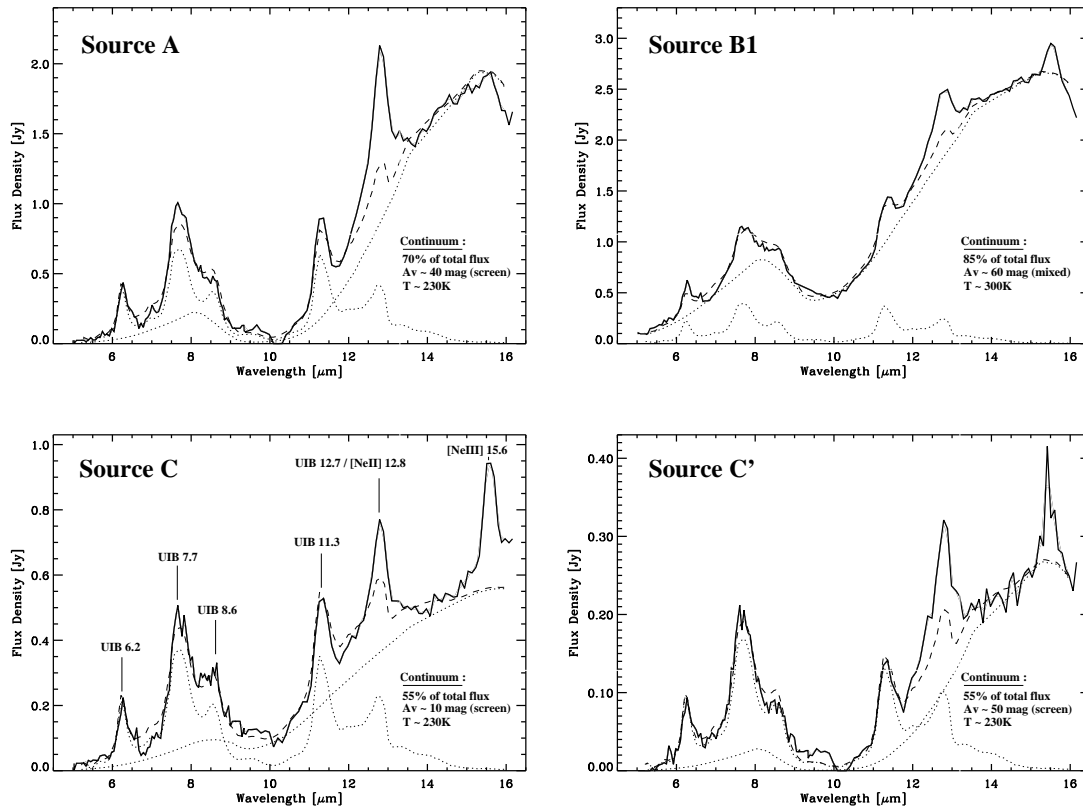 Source A
Flux Density [Jy]
2.0
1.5
1.0
0.5
0.0
6 8 10 12 14 16
Wavelength [μm]
Continuum :
70% of total flux
Av ~ 40 mag (screen)
T ~ 230K
Source B1
Flux Density [Jy]
3.0
2.5
2.0
1.5
1.0
0.5
0.0
6 8 10 12 14 16
Wavelength [μm]
Continuum :
85% of total flux
Av ~ 60 mag (mixed)
T ~ 300K
Source C
Flux Density [Jy]
1.0
0.8
0.6
0.4
0.2
0.0
6 8 10 12 14 16
Wavelength [μm]
UIB 6.2
UIB 7.7
UIB 8.6
UIB 11.3
UIB 12.7 / [NeII] 12.8
[NeIII] 15.6
Continuum :
55% of total flux
Av ~ 10 mag (screen)
T ~ 230K
Source C’
Flux Density [Jy]
0.40
0.30
0.20
0.10
0.00
6 8 10 12 14 16
Wavelength [μm]
Continuum :
55% of total flux
Av ~ 50 mag (screen)
T ~ 230K